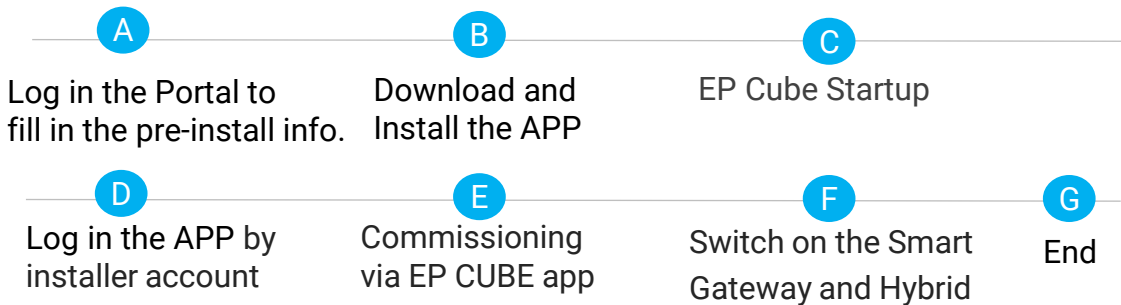 A
B
C
Log in the Portal to
fill in the pre-install info.
Download and
Install the APP
EP Cube Startup
D
E
F
G
Log in the APP by
installer account
Commissioning
via EP CUBE app
Switch on the Smart
Gateway and Hybrid
End